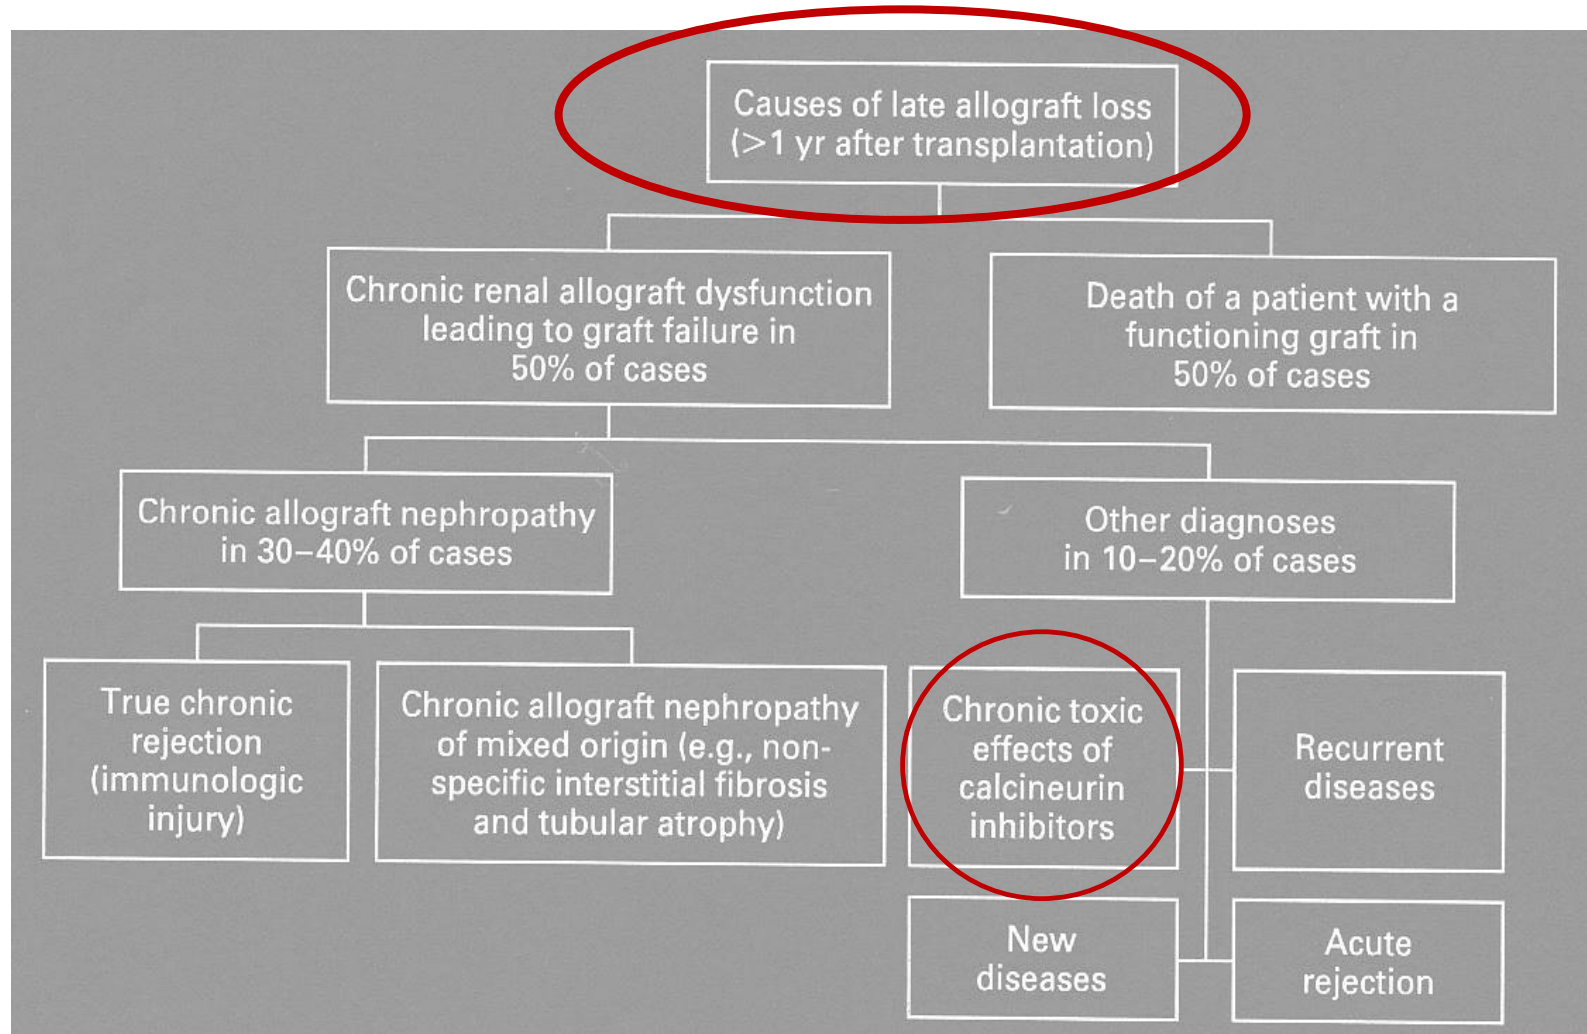 Causes of late allograft loss
(>1 yr after transplantation)
Chronic renal allograft dysfunction
leading to graft failure in
50% of cases
Death of a patient with a
functioning graft in
50% of cases
Chronic allograft nephropathy
in 30–40% of cases
Other diagnoses
in 10–20% of cases
True chronic
rejection
(immunologic
injury)
Chronic allograft nephropathy
of mixed origin (e.g., non-
specific interstitial fibrosis
and tubular atrophy)
Chronic toxic
effects of
calcineurin
inhibitors
Recurrent
diseases
New
diseases
Acute
rejection